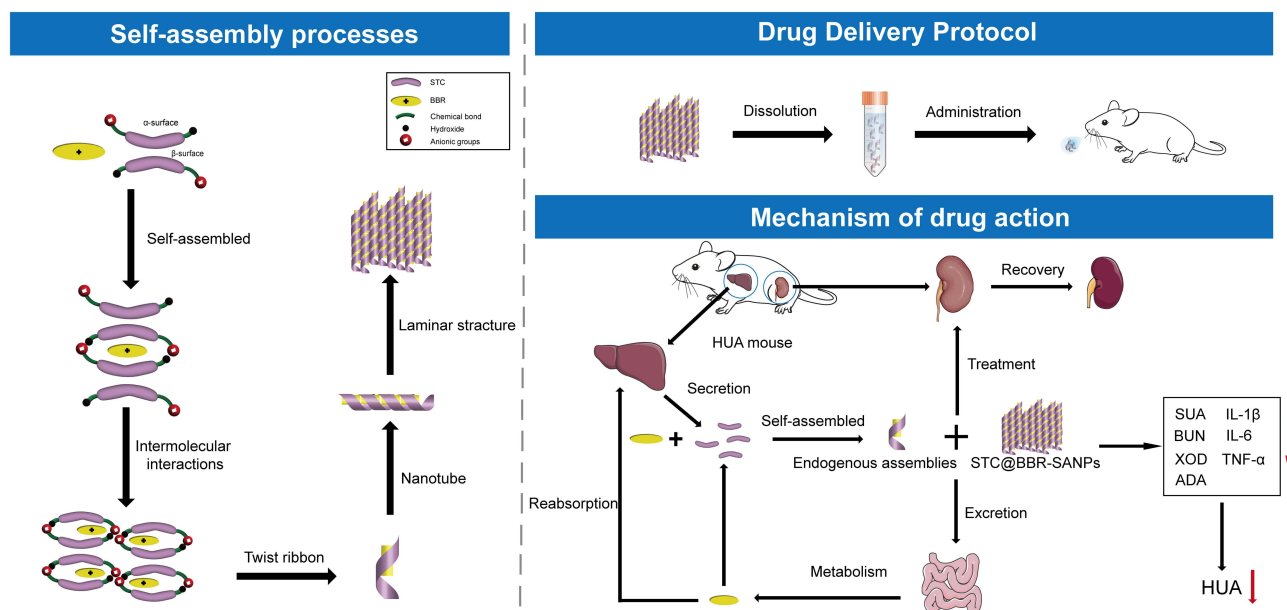 Self-assembly processes
STC
BBR
Chemical bond
Hydroxide
Anionic groups
α-surface
β-surface
+
Self-assembled
+
Intermolecular
interactions
+
+
+
+
Twist ribbon
Nanotube
Laminar stracture
Drug Delivery Protocol
Dissolution
Administration
Mechanism of drug action
HUA mouse
Recovery
Secretion
Treatment
+
Self-assembled
Endogenous assemblies
+
STC@BBR-SANPs
Reabsorption
Excretion
Metabolism
SUA IL-1β
BUN IL-6
XOD TNF-α
ADA
HUA